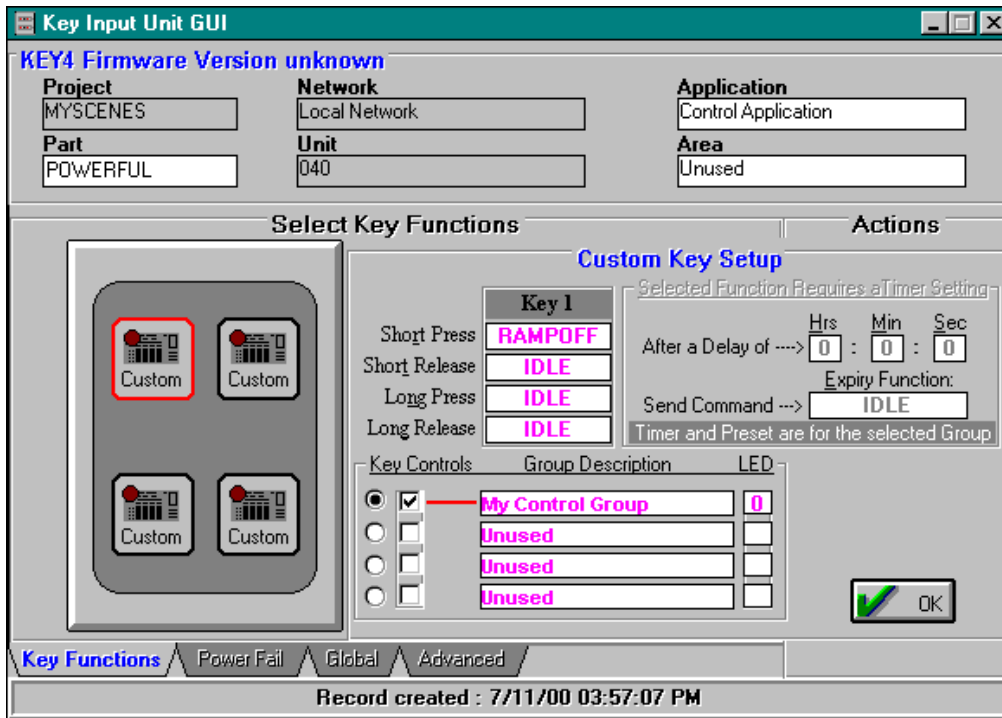 Key Input Unit GUI
KEY4 Firmware Version unknown
Project Network Application
MYSCENES Local Network Control Application
Part Unit Area
POWERFUL 040 Unused
Select Key Functions Actions
Custom Key Setup
Custom Custom
Custom Custom
Key 1
Short Press RAMPOFF
Short Release IDLE
Long Press IDLE
Long Release IDLE
Selected Function Requires aTimer Setting
Hrs Min Sec
After a Delay of ----> 0 : 0 : 0
Expiry Function:
Send Command ---> IDLE
Timer and Preset are for the selected Group
Key Controls Group Description LED
My Control Group 0
Unused
Unused
Unused
OK
Key Functions Power Fail Global Advanced
Record created : 7/11/00 03:57:07 PM